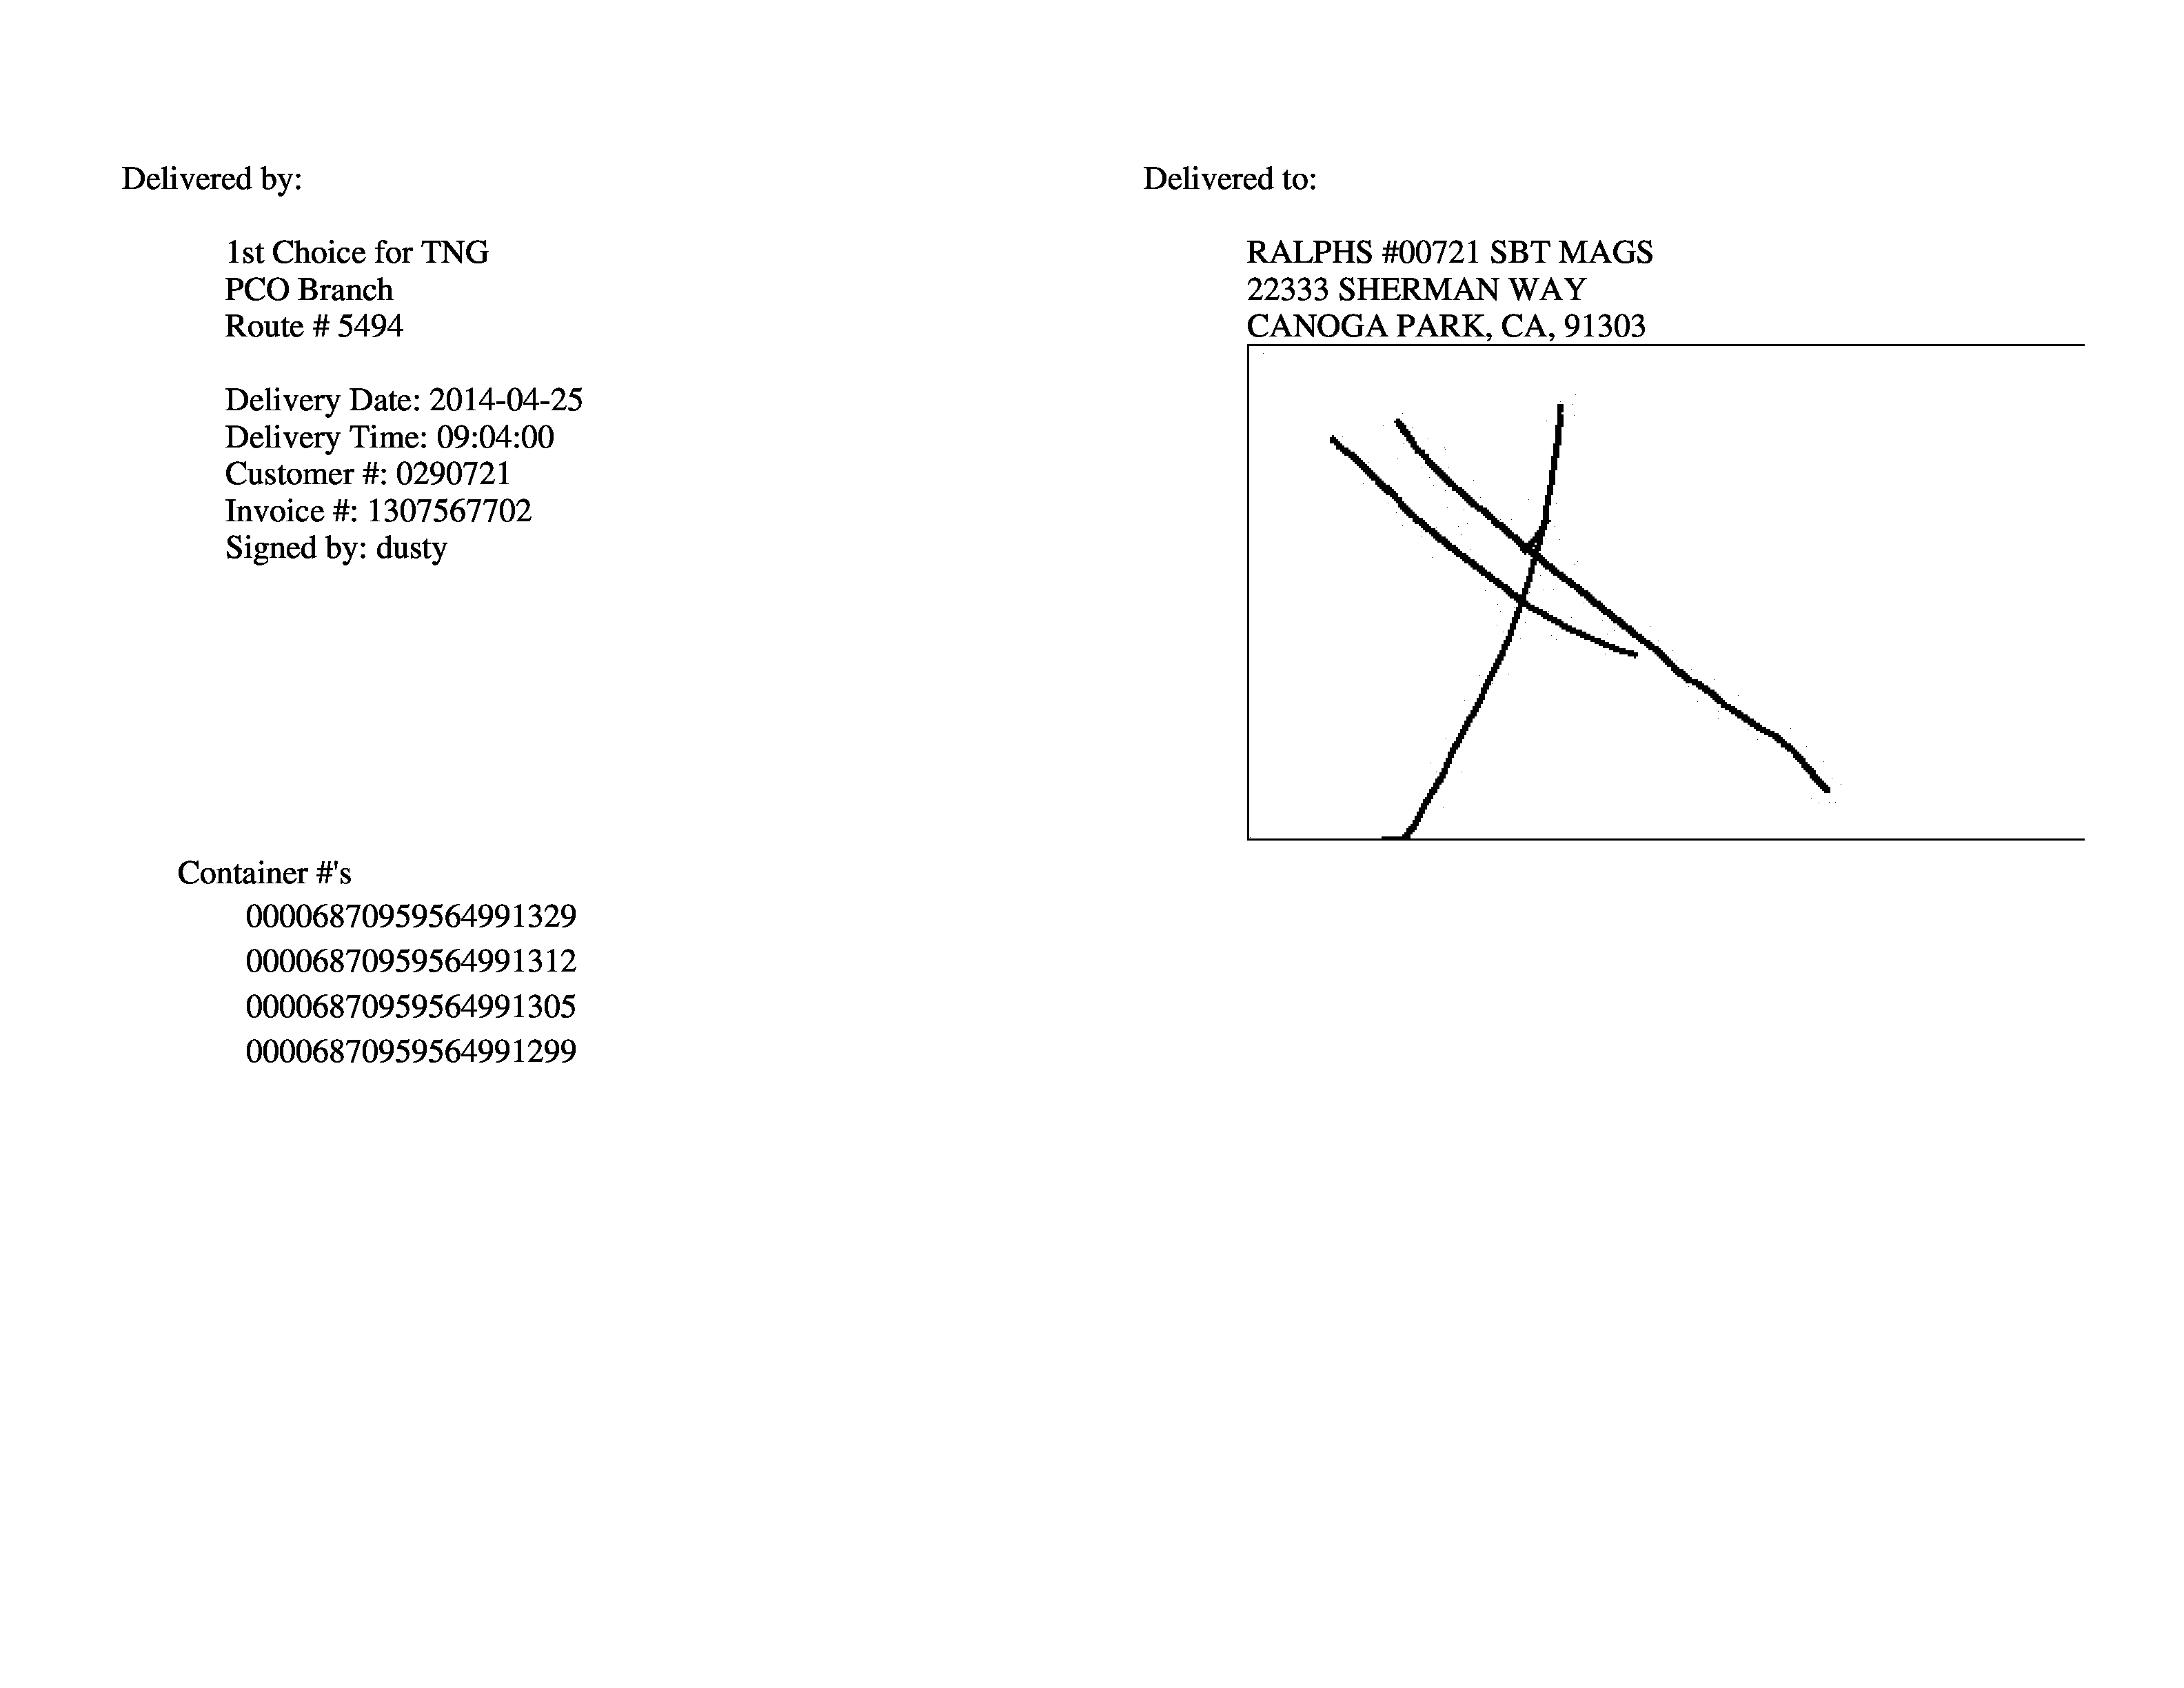 Delivered by:
1st Choice for TNG
PCO Branch
Route # 5494
Delivery Date: 2014-04-25
Delivery Time: 09:04:00
Customer #: 0290721
Invoice #: 1307567702
Signed by: dusty
Delivered to:
RALPHS #00721 SBT MAGS
22333 SHERMAN WAY
CANOGA PARK, CA, 91303
Container #'s
00006870959564991329
00006870959564991312
00006870959564991305
00006870959564991299